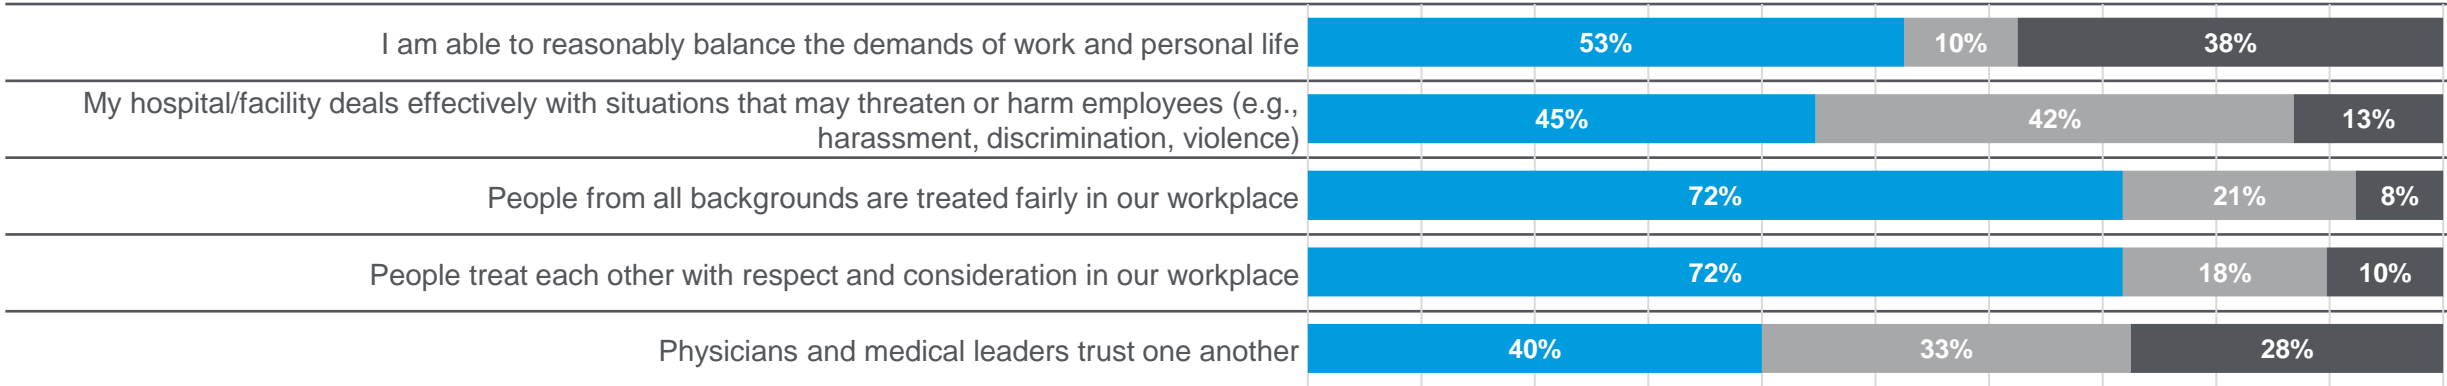 I am able to reasonably balance the demands of work and personal life
53% 10% 38%
My hospital/facility deals effectively with situations that may threaten or harm employees (e.g.,
harassment, discrimination, violence)
45% 42% 13%
People from all backgrounds are treated fairly in our workplace
72% 21% 8%
People treat each other with respect and consideration in our workplace
72% 18% 10%
Physicians and medical leaders trust one another
40% 33% 28%